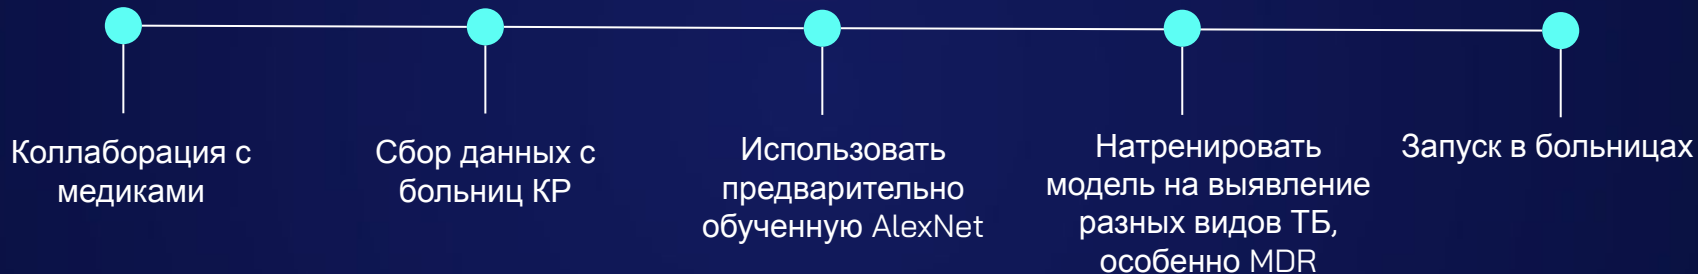 Коллаборация с
медиками
Сбор данных с
больниц КР
Использовать
предварительно
обученную AlexNet
Натренировать
модель на выявление
разных видов ТБ,
особенно MDR
Запуск в больницах